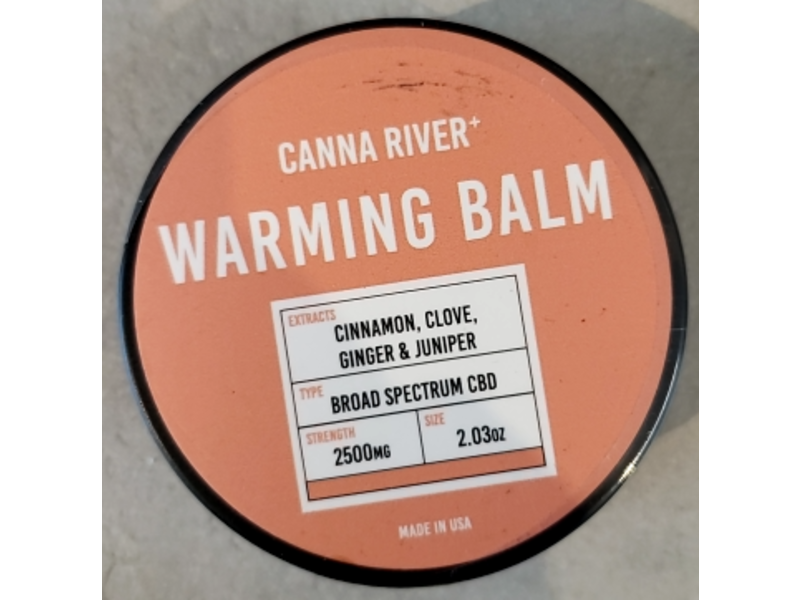 CANNA RIVER+
WARMING BALM
EXTRACTS
CINNAMON, CLOVE,
GINGER & JUNIPER
TYPE
BROAD SPECTRUM CBD
STRENGTH
2500MG
SIZE
2.03OZ
MADE IN USA